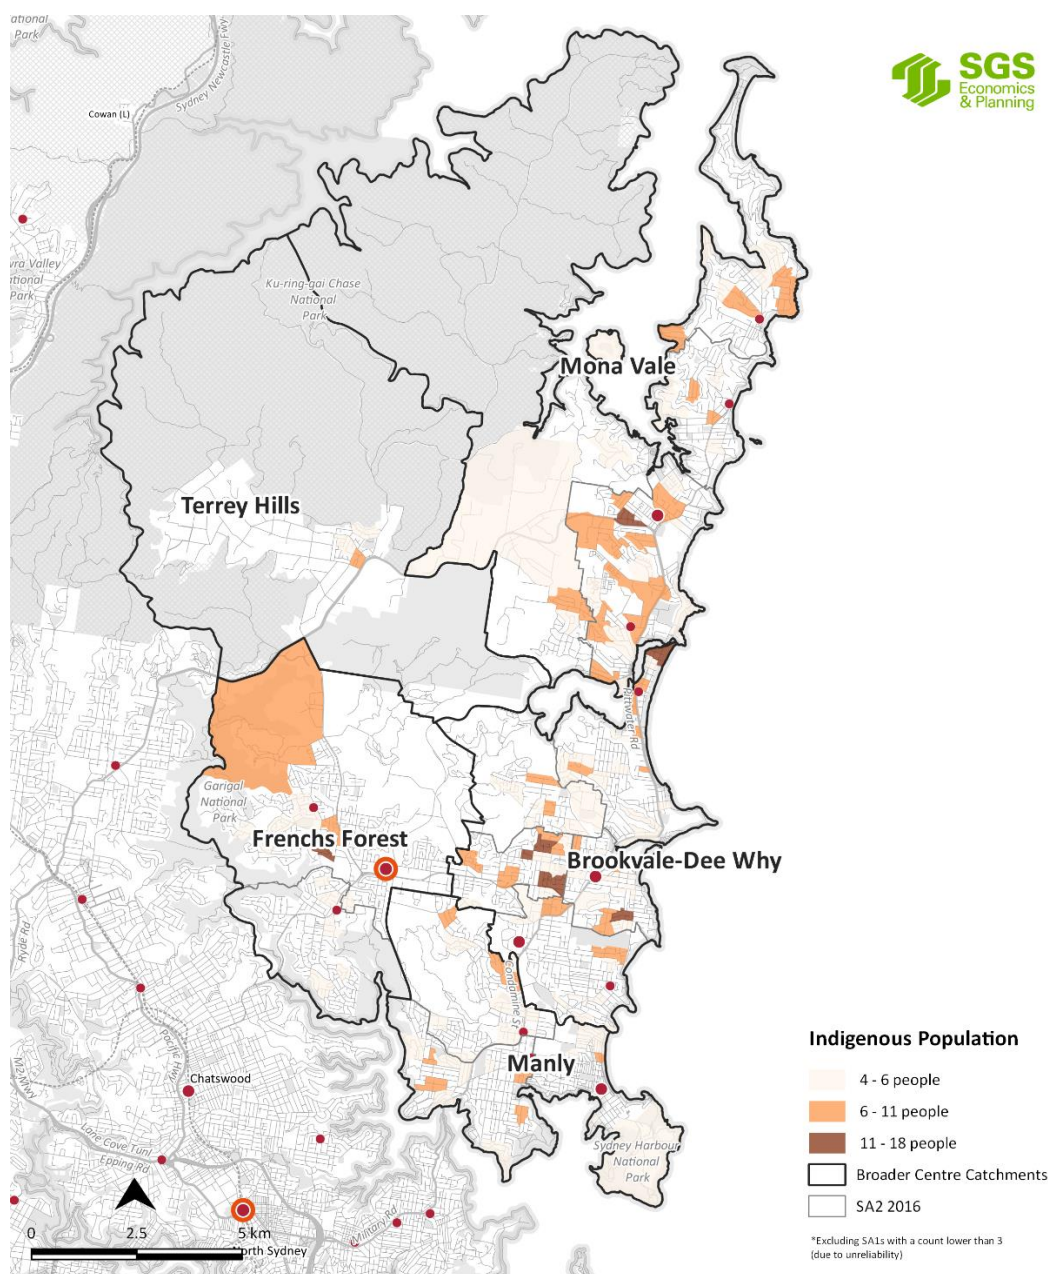 ational
Park
Sydney Newcastle Fwy
Cowan (L)
SGS
Economics
& Planning
vra Valley
ational
Park
Ku-ring-gai Chase
National
Park
Mona Vale
Terrey Hills
Pittwater Rd
Garigal
National
Park
Frenchs Forest
Brookvale-Dee Why
Ryde Rd
Condamine St
Pacific Hwy
M2 Mwy
Chatswood
Manly
Lane Cove Tunl
Epping Rd
Sydney Harbour
National
Park
Military Rd
North Sydney
0
2.5
5 km
Indigenous Population
4 - 6 people
6 - 11 people
11 - 18 people
Broader Centre Catchments
SA2 2016
*Excluding SA1s with a count lower than 3
(due to unreliability)